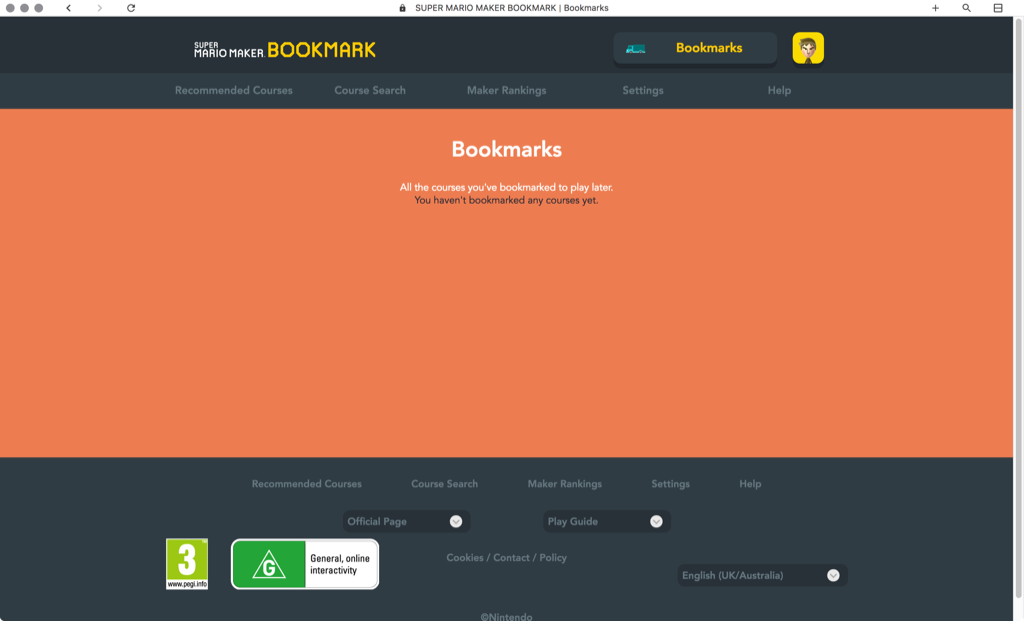 SUPER MARIO MAKER BOOKMARK | Bookmarks
SUPER
MARIO MAKER BOOKMARK
Bookmarks
Recommended Courses Course Search Maker Rankings Settings Help
Bookmarks
All the courses you've bookmarked to play later.
You haven't bookmarked any courses yet.
Recommended Courses Course Search Maker Rankings Settings Help
Official Page Play Guide
3
www.pegi.info
G
General, online
interactivity
Cookies / Contact / Policy
English (UK/Australia)
©Nintendo